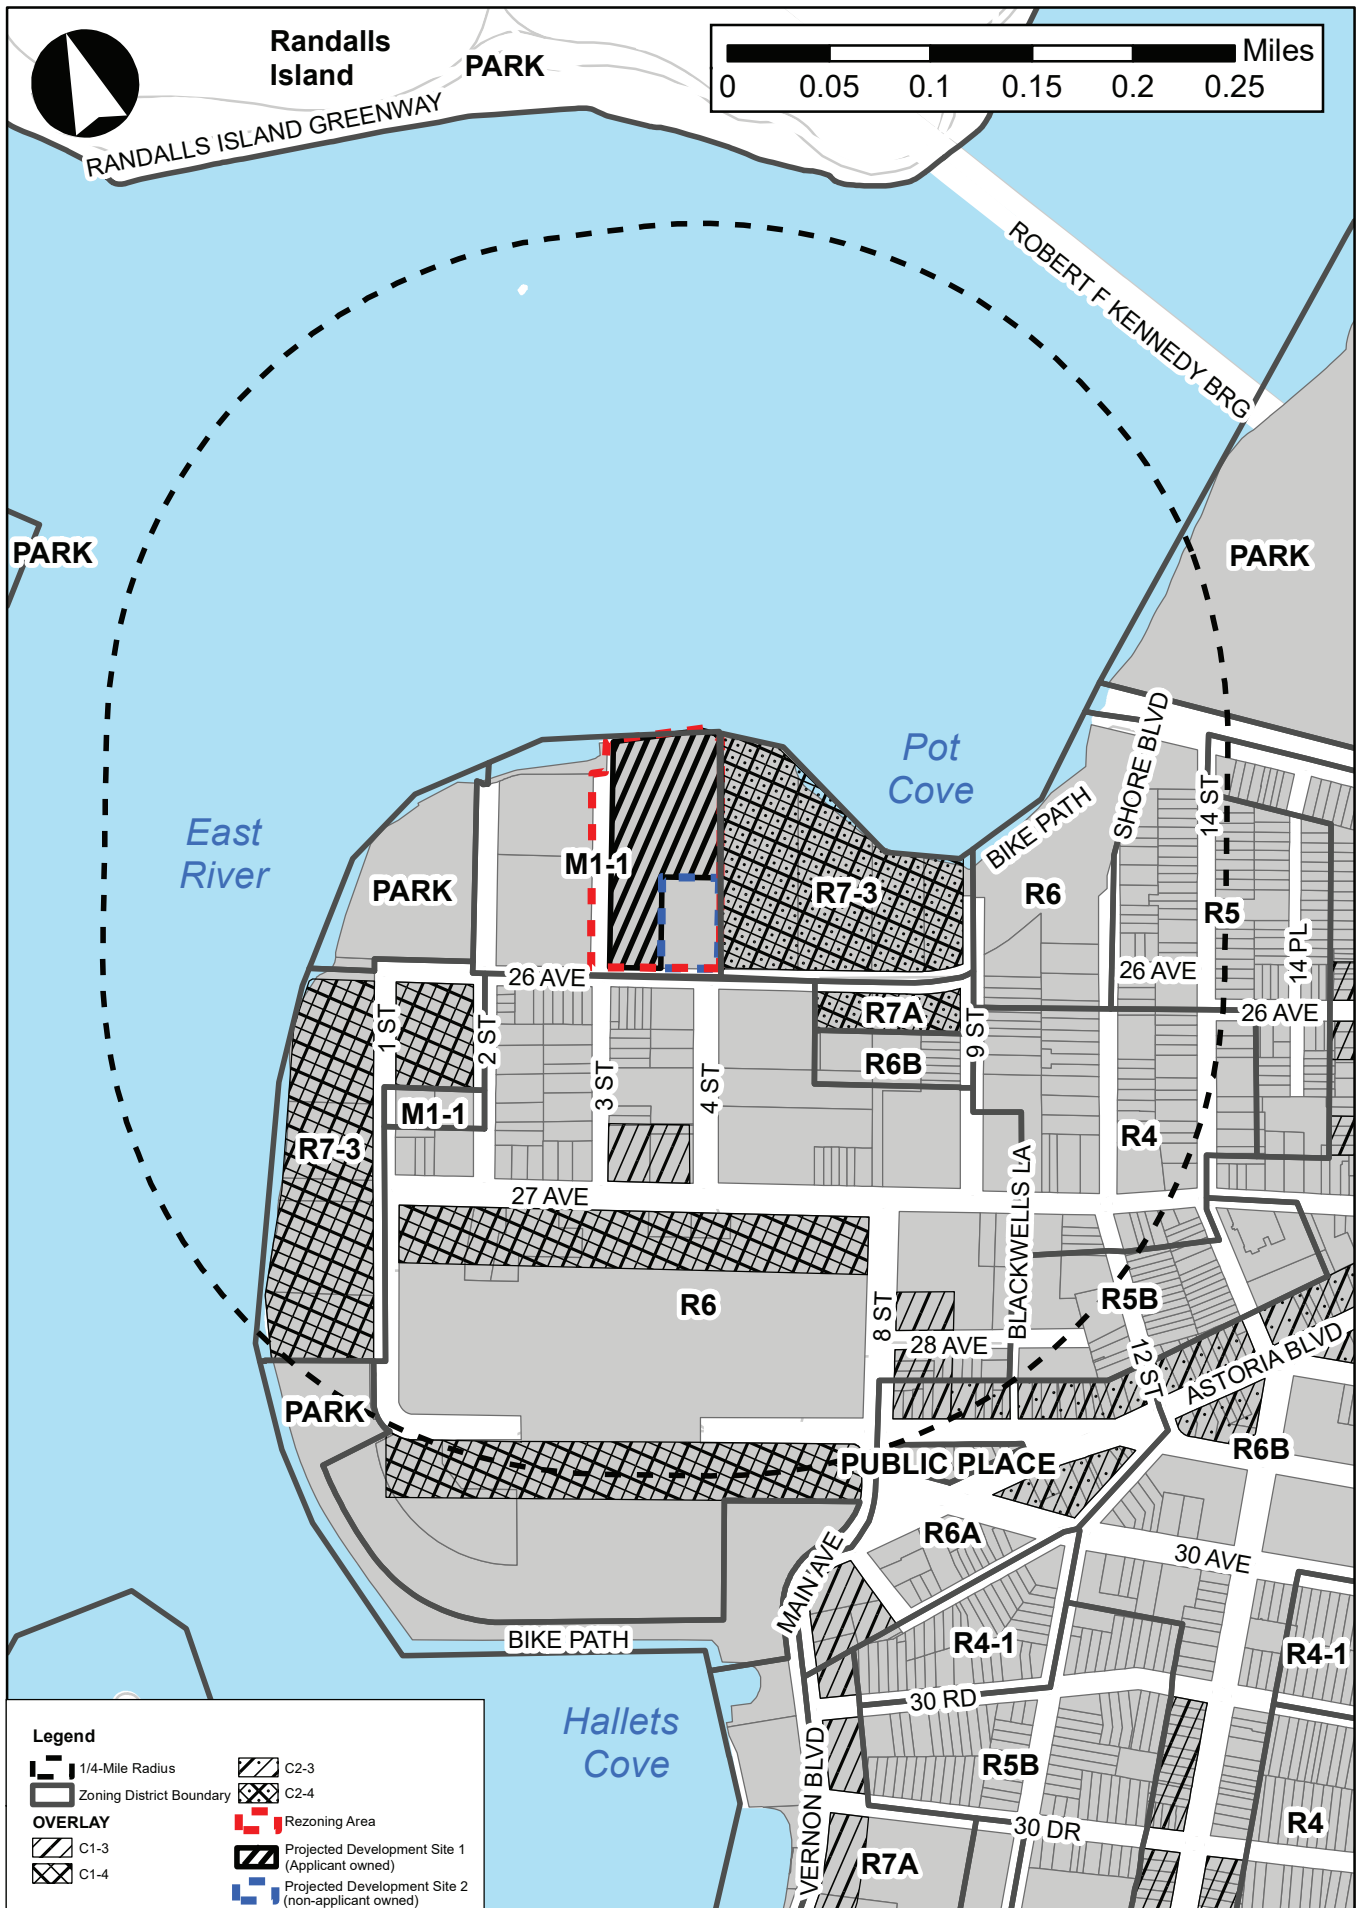 Randalls
Island
PARK
RANDALLS ISLAND GREENWAY
Miles
0 0.05 0.1 0.15 0.2 0.25
ROBERT F KENNEDY BRG
PARK
PARK
Pot
Cove
East
River
SHORE BLVD
14 ST
BIKE PATH
M1-1
R7-3
PARK
R6
R5
14 PL
26 AVE
26 AVE
26 AVE
1 ST
2 ST
3 ST
4 ST
9 ST
R7A
R6B
M1-1
R7-3
R4
27 AVE
BLACKWELLS LA
R6
8 ST
R5B
28 AVE
12 ST
ASTORIA BLVD
PARK
PUBLIC PLACE
R6B
R6A
30 AVE
MAIN AVE
BIKE PATH
R4-1
R4-1
30 RD
Hallets
Cove
VERNON BLVD
R5B
30 DR
R4
R7A
Legend
1/4-Mile Radius
Zoning District Boundary
OVERLAY
C1-3
C1-4
C2-3
C2-4
Rezoning Area
Projected Development Site 1
(Applicant owned)
Projected Development Site 2
(non-applicant owned)